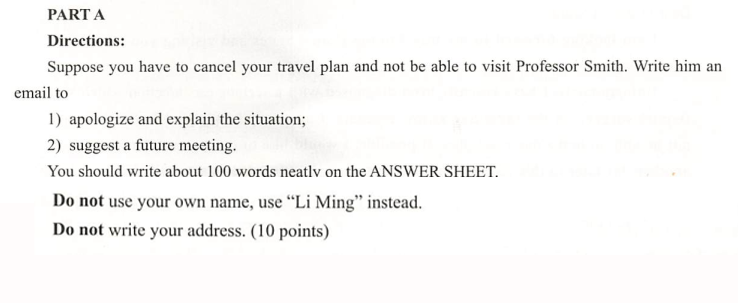 PART A
Directions:
Suppose you have to cancel your travel plan and not be able to visit Professor Smith. Write him an
email to
1) apologize and explain the situation;
2) suggest a future meeting.
You should write about 100 words neatly on the ANSWER SHEET.
Do not use your own name, use “Li Ming” instead.
Do not write your address. (10 points)